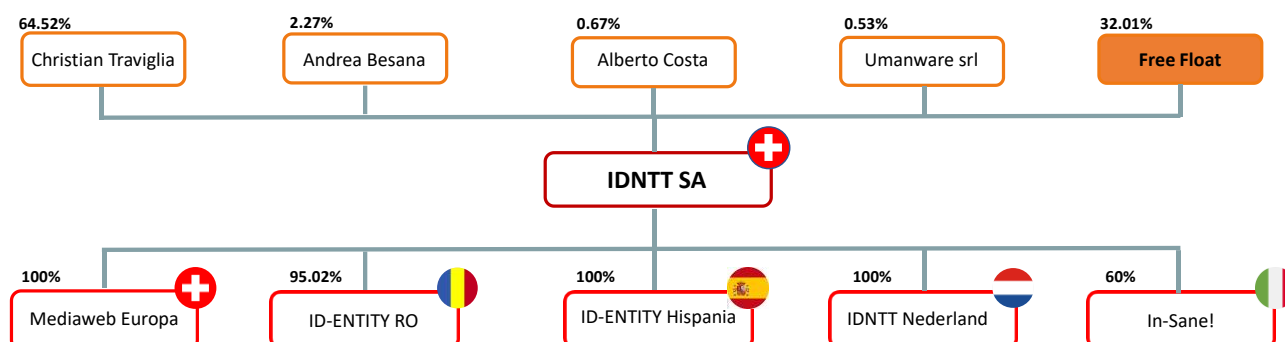 64.52%
2.27%
0.67%
0.53%
32.01%
Christian Traviglia
Andrea Besana
Alberto Costa
Umanware srl
Free Float
IDNTT SA
100%
95.02%
100%
100%
60%
Mediaweb Europa
ID-ENTITY RO
ID-ENTITY Hispania
IDNTT Nederland
In-Sane!